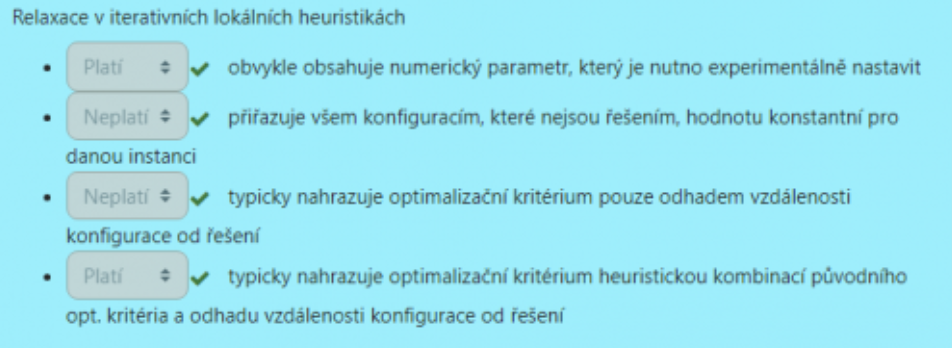 Relaxace v iterativních lokálních heuristikách
Platí obvykle obsahuje numerický parametr, který je nutno experimentálně nastavit
Neplatí přiřazuje všem konfiguracím, které nejsou řešením, hodnotu konstantní pro
danou instanci
Neplatí typicky nahrazuje optimalizační kritérium pouze odhadem vzdálenosti
konfigurace od řešení
Platí typicky nahrazuje optimalizační kritérium heuristickou kombinací původního
opt. kritéria a odhadu vzdálenosti konfigurace od řešení